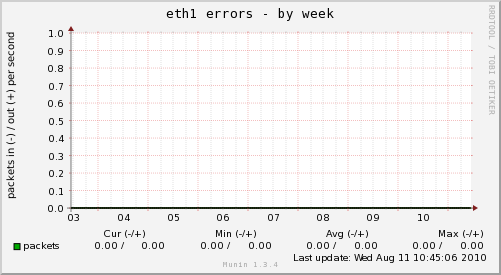 eth1 errors - by week
RRDTOOL / TOBI OETIKER
packets in (-) / out (+) per second
1.0
0.9
0.8
0.7
0.6
0.5
0.4
0.3
0.2
0.1
0.0
03 04 05 06 07 08 09 10
Cur (-/+) Min (-/+) Avg (-/+) Max (-/+)
packets 0.00 / 0.00 0.00 / 0.00 0.00 / 0.00 0.00 / 0.00
Last update: Wed Aug 11 10:45:06 2010
Munin 1.3.4